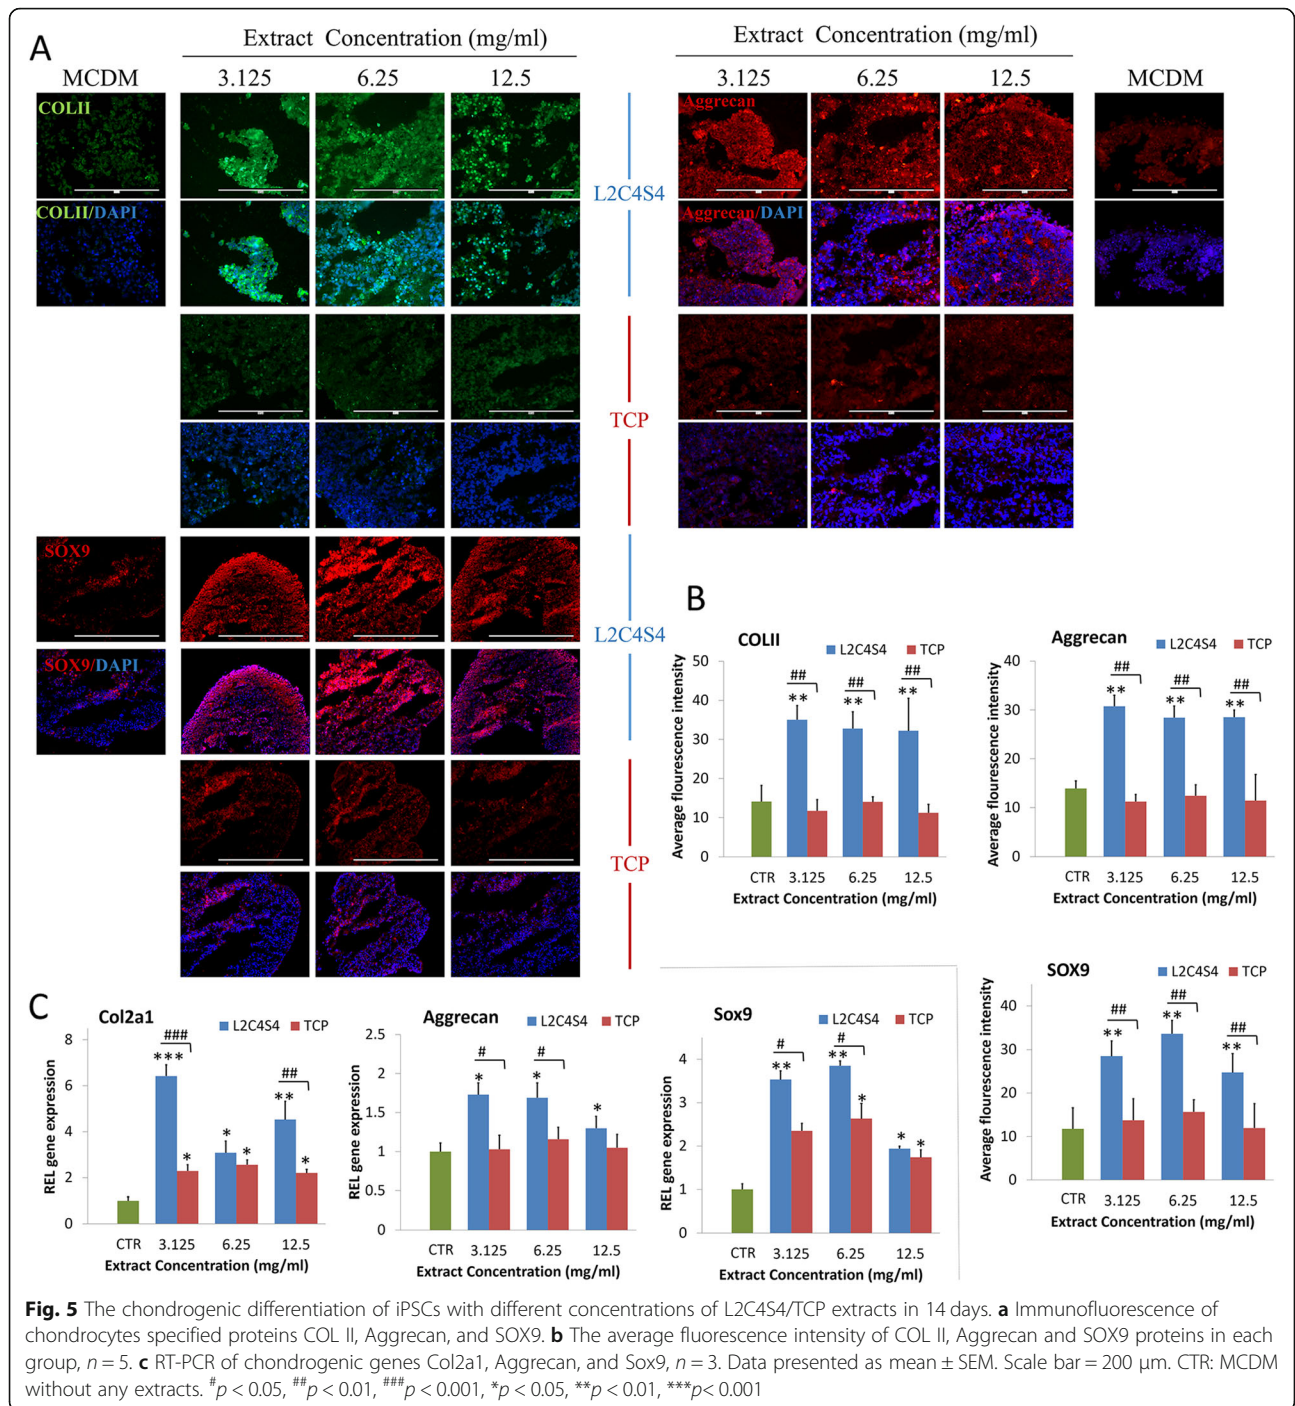 A
Extract Concentration (mg/ml)
Extract Concentration (mg/ml)
MCDM 3.125 6.25 12.5
3.125 6.25 12.5 MCDM
COLII
Aggrecan
L2C4S4
COLII/DAPI
Aggrecan/DAPI
TCP
SOX9
L2C4S4
SOX9/DAPI
TCP
B
COLII
L2C4S4 TCP
Average flourescence intensity
50
40
30
20
10
0
** ## ** ## ** ##
CTR 3.125 6.25 12.5
Extract Concentration (mg/ml)
Aggrecan
L2C4S4 TCP
Average flourescence intensity
40
30
20
10
0
** ## ** ## ** ##
CTR 3.125 6.25 12.5
Extract Concentration (mg/ml)
SOX9
L2C4S4 TCP
Average flourescence intensity
40
30
20
10
0
** ## ** ## ** ##
CTR 3.125 6.25 12.5
Extract Concentration (mg/ml)
C
Col2a1
L2C4S4 TCP
REL gene expression
8
6
4
2
0
*** ### * * * ** ## *
CTR 3.125 6.25 12.5
Extract Concentration (mg/ml)
Aggrecan
L2C4S4 TCP
REL gene expression
2.5
2
1.5
1
0.5
0
* # * # *
CTR 3.125 6.25 12.5
Extract Concentration (mg/ml)
Sox9
L2C4S4 TCP
REL gene expression
4
3
2
1
0
** # ** # * * *
CTR 3.125 6.25 12.5
Extract Concentration (mg/ml)
Fig. 5 The chondrogenic differentiation of iPSCs with different concentrations of L2C4S4/TCP extracts in 14 days. a Immunofluorescence of
chondrocytes specified proteins COL II, Aggrecan, and SOX9. b The average fluorescence intensity of COL II, Aggrecan and SOX9 proteins in each
group, n = 5. c RT-PCR of chondrogenic genes Col2a1, Aggrecan, and Sox9, n = 3. Data presented as mean ± SEM. Scale bar = 200 μm. CTR: MCDM
without any extracts. #p < 0.05, ##p < 0.01, ###p < 0.001, *p < 0.05, **p < 0.01, ***p< 0.001